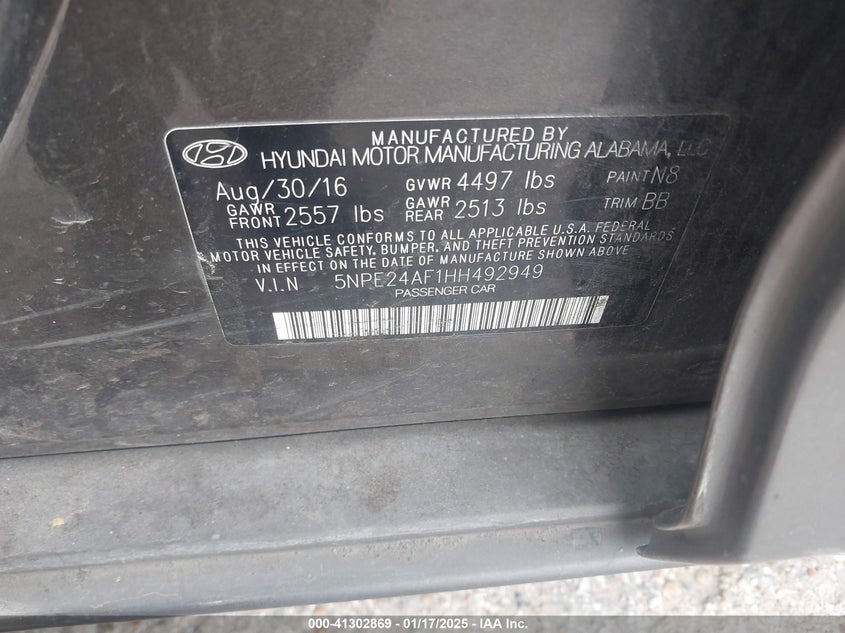 MANUFACTURED BY
HYUNDAI MOTOR MANUFACTURING ALABAMA, LLC
Aug/30/16 GVWR 4497 lbs PAINT N8
GAWR FRONT 2557 lbs GAWR REAR 2513 lbs TRIM BB
THIS VEHICLE CONFORMS TO ALL APPLICABLE U.S.A. FEDERAL
MOTOR VEHICLE SAFETY, BUMPER, AND THEFT PREVENTION STANDARDS
IN EFFECT ON THE DATE OF MANUFACTURE SHOWN ABOVE
V.I.N 5NPE24AF1HH492949
PASSENGER CAR
000-41302869 - 01/17/2025 - IAA Inc.